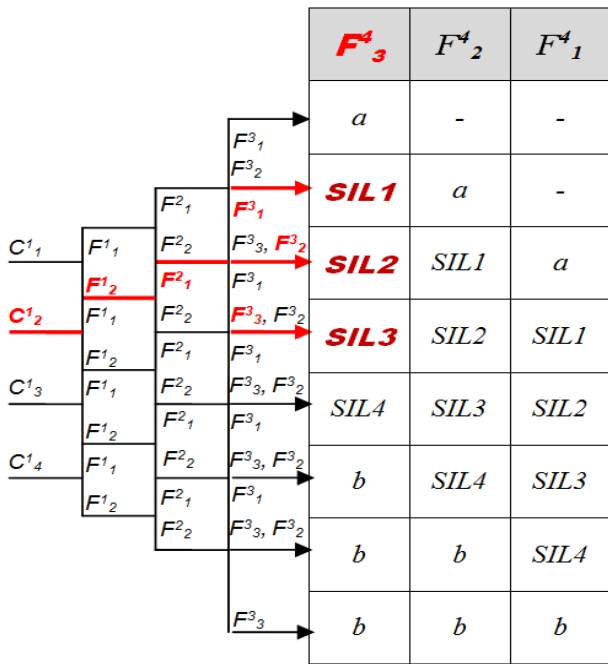 F⁴₃ F⁴₂ F⁴₁
a - -
F³₁
F³₂
SIL1 a -
F²₁
F³₁
C¹₁ F¹₁ F²₂ F³₃, F³₂ SIL2 SIL1 a
F¹₂ F²₁ F³₁
C¹₂ F¹₁ F²₂ F³₃, F³₂ SIL3 SIL2 SIL1
F¹₂ F²₁ F³₁
C¹₃ F¹₁ F²₂ F³₃, F³₂ SIL4 SIL3 SIL2
F¹₂ F²₁ F³₁
C¹₄ F¹₁ F²₂ F³₃, F³₂ b SIL4 SIL3
F¹₂ F²₁ F³₁
F²₂ F³₃, F³₂ b b SIL4
F³₃ b b b